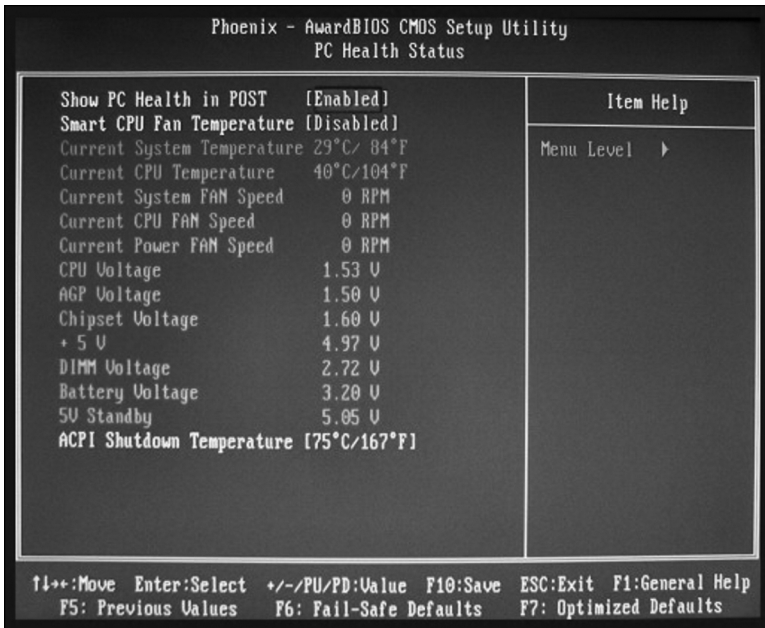 Phoenix - AwardBIOS CMOS Setup Utility
PC Health Status
Show PC Health in POST [Enabled]
Smart CPU Fan Temperature [Disabled]
Current System Temperature 29°C/ 84°F
Current CPU Temperature 40°C/104°F
Current System FAN Speed 0 RPM
Current CPU FAN Speed 0 RPM
Current Power FAN Speed 0 RPM
CPU Voltage 1.53 V
AGP Voltage 1.50 V
Chipset Voltage 1.60 V
+ 5 V 4.97 V
DIMM Voltage 2.72 V
Battery Voltage 3.20 V
5V Standby 5.05 V
ACPI Shutdown Temperature [75°C/167°F]
Item Help
Menu Level ▶
↑↓→←:Move Enter:Select +/-/PU/PD:Value F10:Save ESC:Exit F1:General Help
F5: Previous Values F6: Fail-Safe Defaults F7: Optimized Defaults